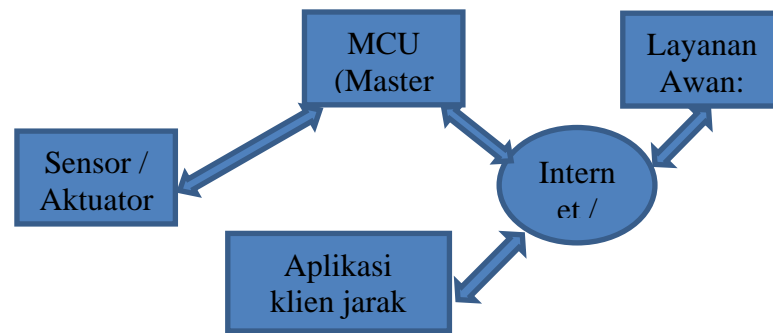 MCU
(Master
Layanan
Awan:
Sensor /
Aktuator
Intern
et /
Aplikasi
klien jarak